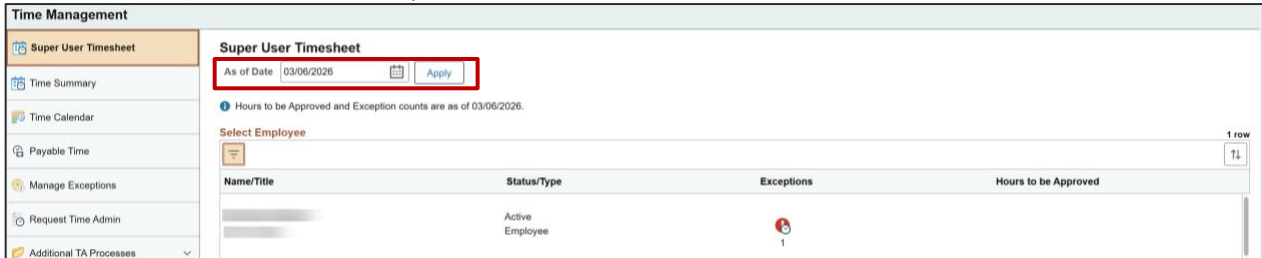 Time Management
Super User Timesheet
Time Summary
Time Calendar
Payable Time
Manage Exceptions
Request Time Admin
Additional TA Processes
Super User Timesheet
As of Date 03/06/2026 Apply
Hours to be Approved and Exception counts are as of 03/06/2026.
Select Employee
1 row
Name/Title Status/Type Exceptions Hours to be Approved
Active
Employee
1